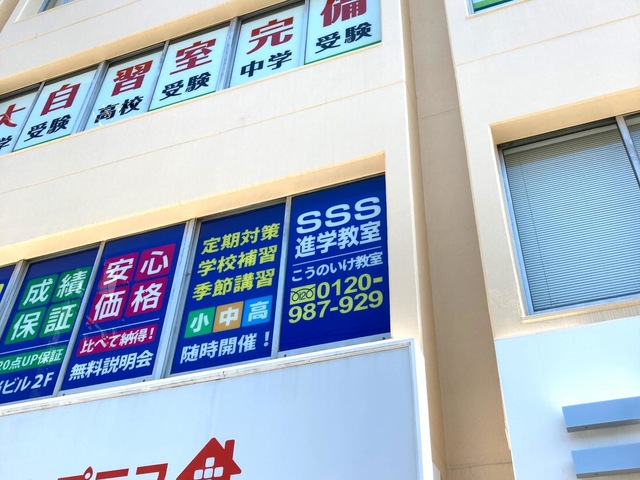 自習室完備
受験 高校 受験 中学 受験
成績
保証
20点UP保証
ビル2F
安心
価格
比べて納得!
無料説明会
定期対策
学校補習
季節講習
小中高
随時開催!
SSS
進学教室
こうのいけ教室
0120-
987-929